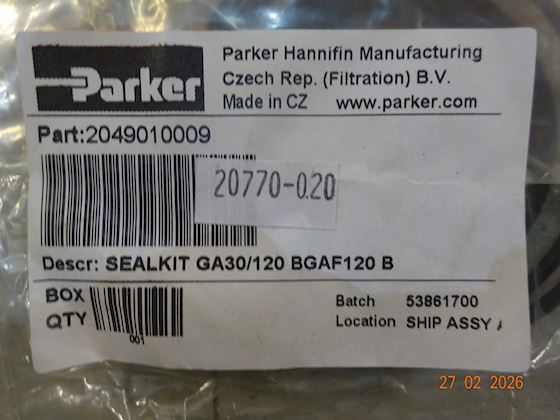 Parker
Parker Hannifin Manufacturing
Czech Rep. (Filtration) B.V.
Made in CZ www.parker.com
Part:2049010009
20770-020
Descr: SEALKIT GA30/120 BGAF120 B
BOX
QTY
001
Batch 53861700
Location SHIP ASSY
27 02 2026